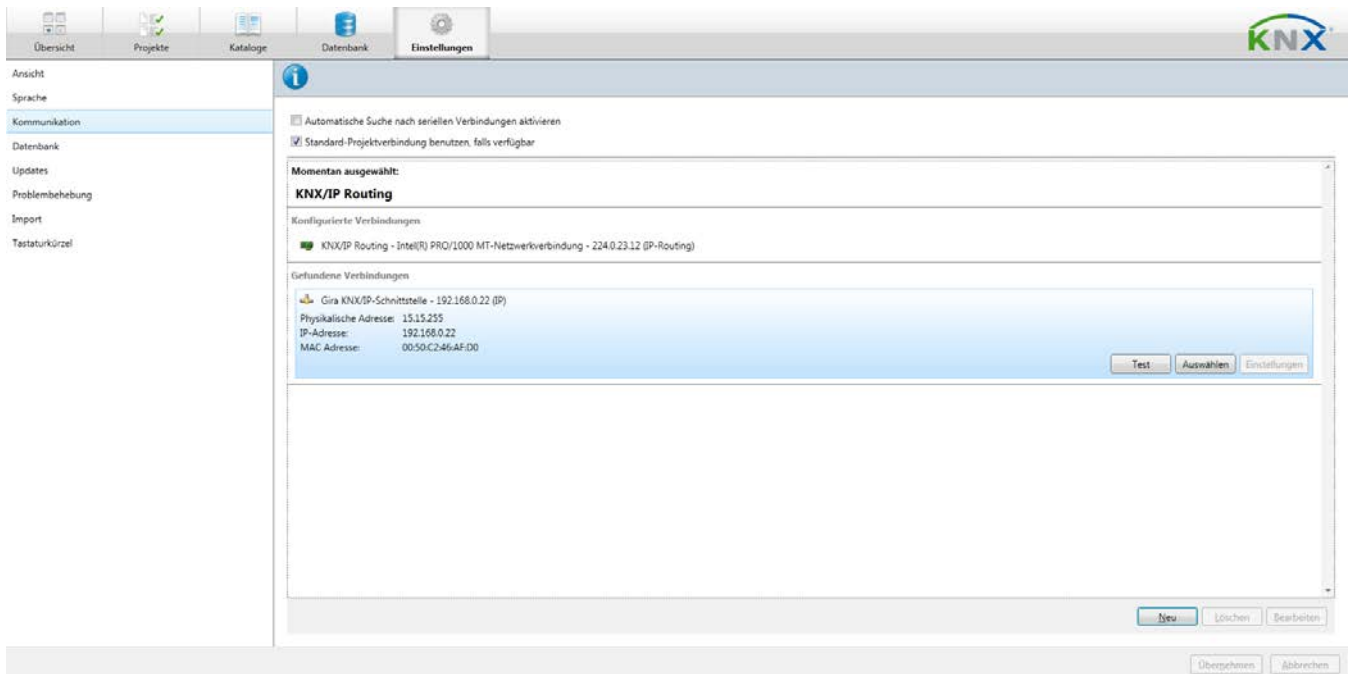 Übersicht
Projekte
Kataloge
Datenbank
Einstellungen
KNX
Ansicht
Sprache
Kommunikation
Datenbank
Updates
Problembehebung
Import
Tastaturkürzel
Automatische Suche nach seriellen Verbindungen aktivieren
Standard-Projektverbindung benutzen, falls verfügbar
Momentan ausgewählt:
KNX/IP Routing
Konfigurierte Verbindungen
KNX/IP Routing - Intel(R) PRO/1000 MT-Netzwerkverbindung - 224.0.23.12 (IP-Routing)
Gefundene Verbindungen
Gira KNX/IP-Schnittstelle - 192.168.0.22 (IP)
Physikalische Adresse: 15.15.255
IP-Adresse: 192.168.0.22
MAC Adresse: 00:50:C2:46:AF:D0
Test
Auswählen
Einstellungen
Neu
Löschen
Bearbeiten
Übernehmen
Abbrechen